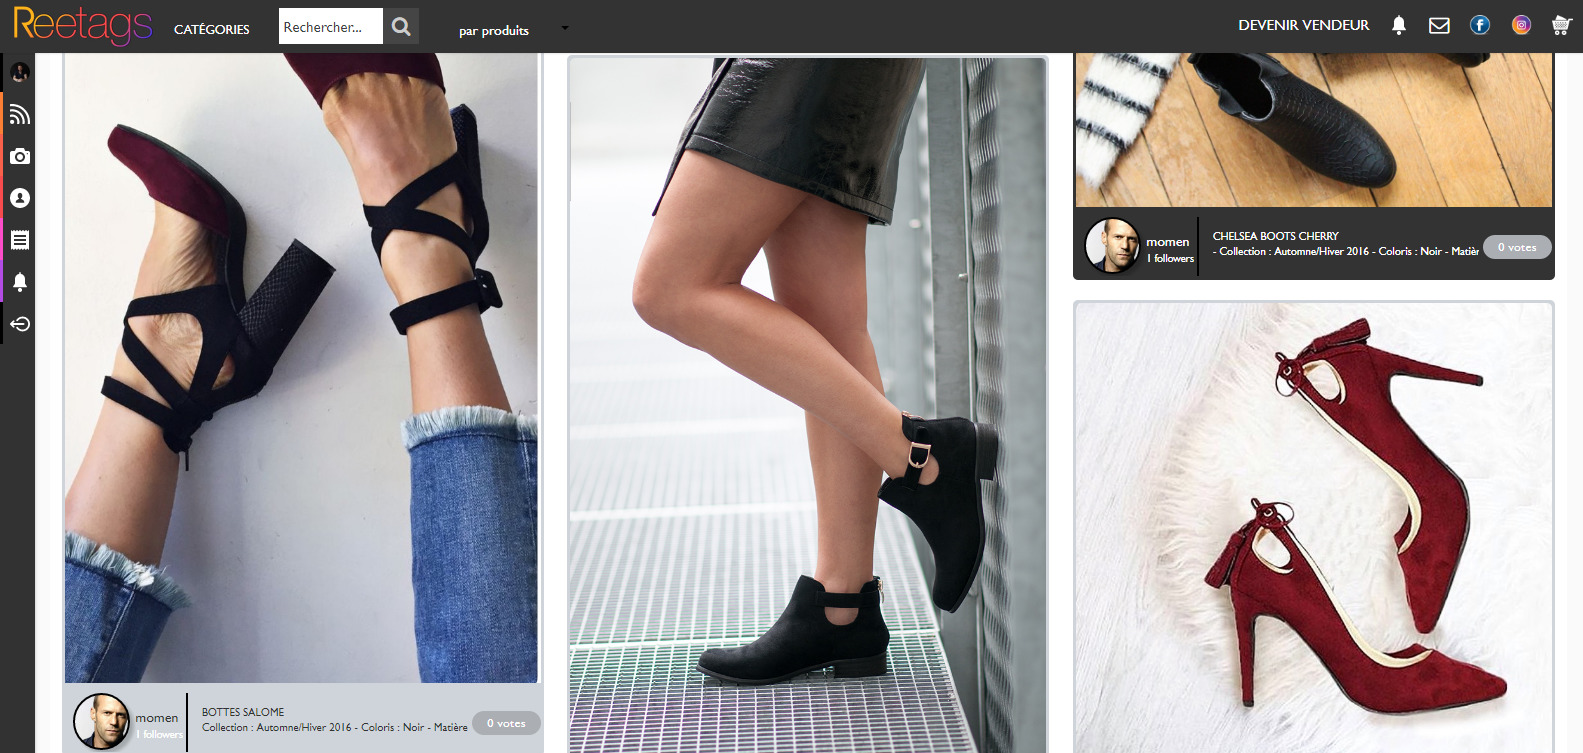 Reetags
CATÉGORIES
Rechercher...
par produits
DEVENIR VENDEUR
momen
1 followers
CHELSEA BOOTS CHERRY
- Collection : Automne/Hiver 2016 - Coloris : Noir - Matièr
0 votes
momen
1 followers
BOTTES SALOME
Collection : Automne/Hiver 2016 - Coloris : Noir - Matière
0 votes